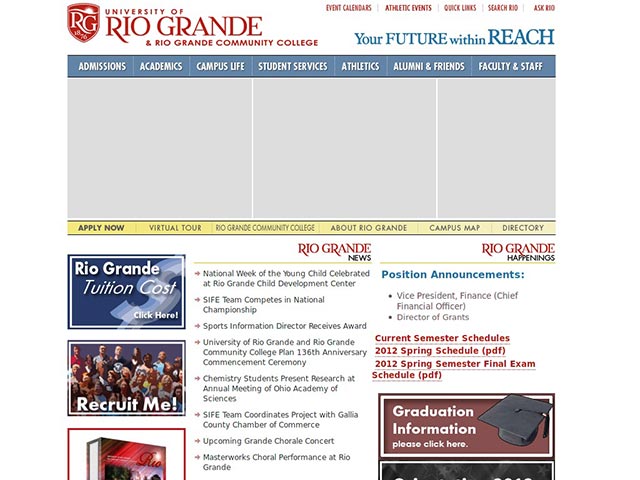 EVENT CALENDARS | ATHLETIC EVENTS | QUICK LINKS | SEARCH RIO | ASK RIO
RG
1876
UNIVERSITY OF
RIO GRANDE
& RIO GRANDE COMMUNITY COLLEGE
Your FUTURE within REACH
ADMISSIONS | ACADEMICS | CAMPUS LIFE | STUDENT SERVICES | ATHLETICS | ALUMNI & FRIENDS | FACULTY & STAFF
APPLY NOW | VIRTUAL TOUR | RIO GRANDE COMMUNITY COLLEGE | ABOUT RIO GRANDE | CAMPUS MAP | DIRECTORY
Rio Grande
Tuition Cost
Click Here!
Recruit Me!
Rio
RIO GRANDE
NEWS
National Week of the Young Child Celebrated
at Rio Grande Child Development Center
SIFE Team Competes in National
Championship
Sports Information Director Receives Award
University of Rio Grande and Rio Grande
Community College Plan 136th Anniversary
Commencement Ceremony
Chemistry Students Present Research at
Annual Meeting of Ohio Academy of
Sciences
SIFE Team Coordinates Project with Gallia
County Chamber of Commerce
Upcoming Grande Chorale Concert
Masterworks Choral Performance at Rio
Grande
RIO GRANDE
HAPPENINGS
Position Announcements:
Vice President, Finance (Chief
Financial Officer)
Director of Grants
Current Semester Schedules
2012 Spring Schedule (pdf)
2012 Spring Semester Final Exam
Schedule (pdf)
Graduation
Information
please click here.